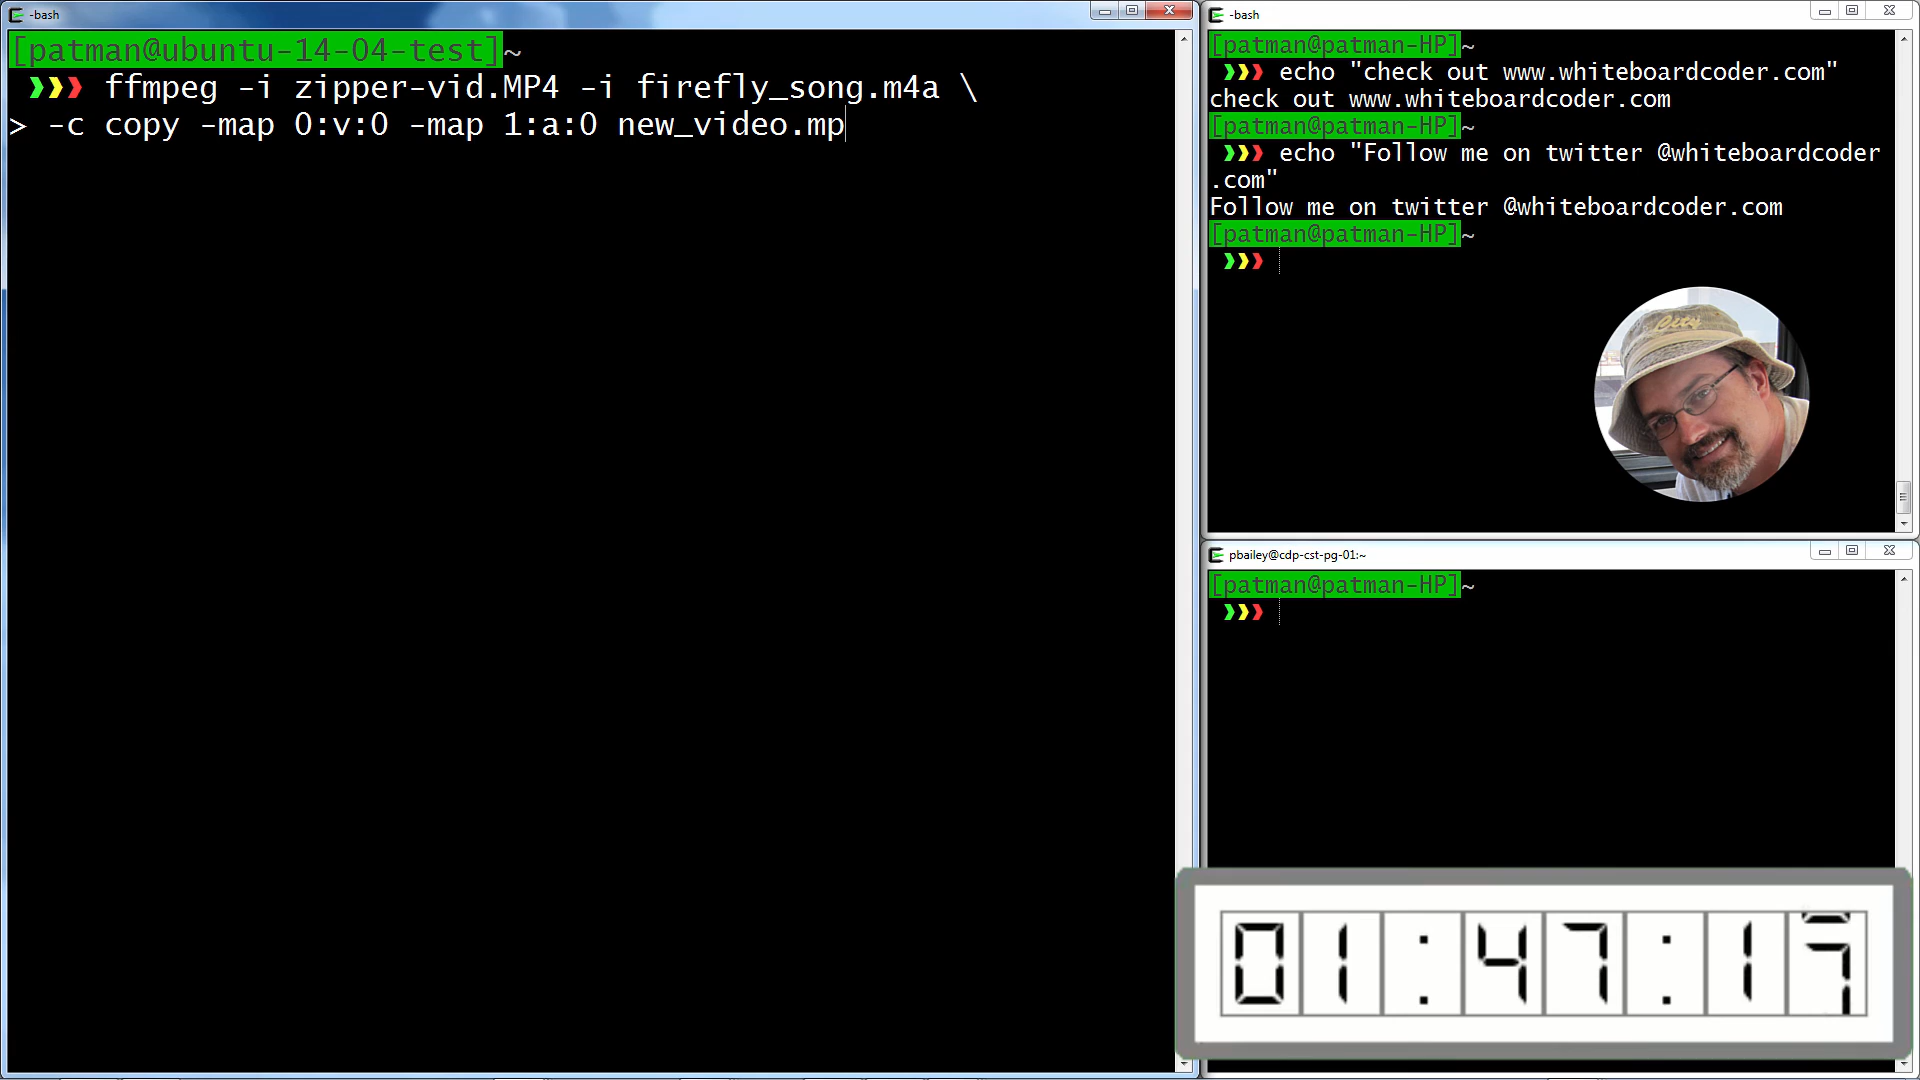 -bash
[patman@ubuntu-14-04-test]~
❱❱❱ ffmpeg -i zipper-vid.MP4 -i firefly_song.m4a \
> -c copy -map 0:v:0 -map 1:a:0 new_video.mp
-bash
[patman@patman-HP]~
❱❱❱ echo "check out www.whiteboardcoder.com"
check out www.whiteboardcoder.com
[patman@patman-HP]~
❱❱❱ echo "Follow me on twitter @whiteboardcoder
.com"
Follow me on twitter @whiteboardcoder.com
[patman@patman-HP]~
❱❱❱
City
pbailey@cdp-cst-pg-01:~
[patman@patman-HP]~
❱❱❱
01:47:1